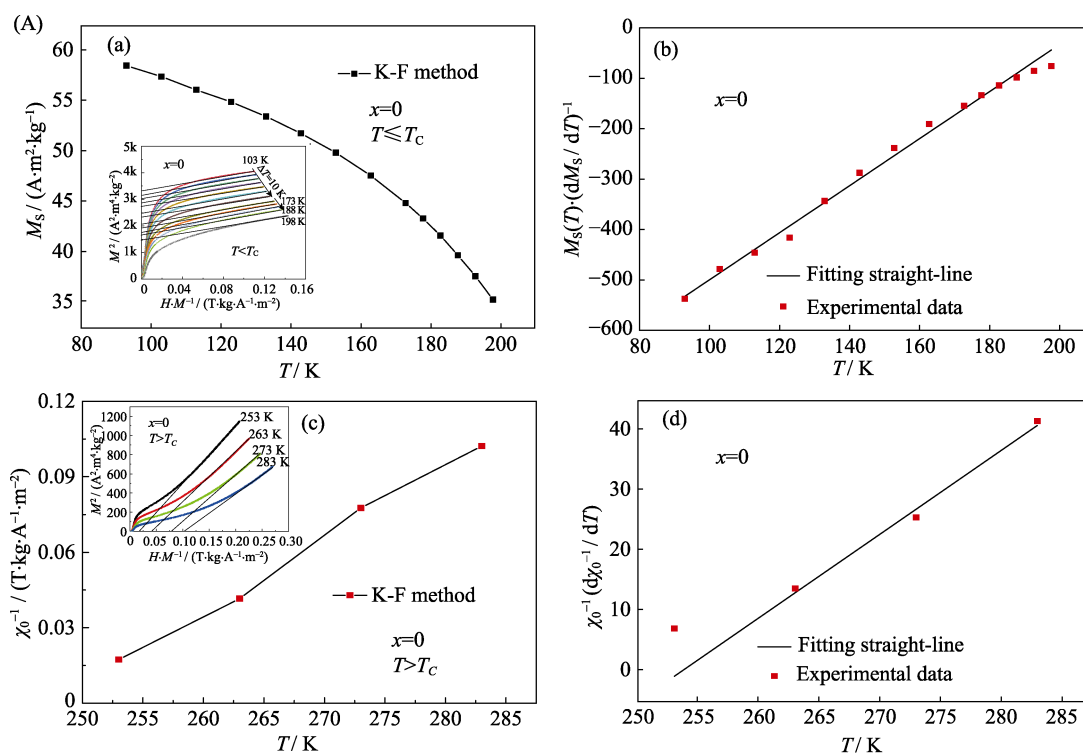 (A)
(a)
60
55
50
45
40
35
M_S / (A·m²·kg⁻¹)
K-F method
x=0
T≤T_C
80
100
120
140
160
180
200
T / K
x=0
103 K
ΔT=10 K
173 K
188 K
198 K
T<T_C
5k
4k
3k
2k
1k
0
M² / (A²·m⁴·kg⁻²)
0
0.04
0.08
0.12
0.16
H·M⁻¹ / (T·kg·A⁻¹·m⁻²)
(b)
0
−100
−200
−300
−400
−500
−600
M_S(T)·(dM_S / dT)⁻¹
x=0
Fitting straight-line
Experimental data
80
100
120
140
160
180
200
T / K
(c)
0.12
0.09
0.06
0.03
0
χ₀⁻¹ / (T·kg·A⁻¹·m⁻²)
K-F method
x=0
T>T_C
250
255
260
265
270
275
280
285
T / K
x=0
T>T_C
253 K
263 K
273 K
283 K
1200
1000
800
600
400
200
0
M² / (A²·m⁴·kg⁻²)
0
0.05
0.10
0.15
0.20
0.25
0.30
H·M⁻¹ / (T·kg·A⁻¹·m⁻²)
(d)
40
30
20
10
0
χ₀⁻¹ (dχ₀⁻¹ / dT)
x=0
Fitting straight-line
Experimental data
250
255
260
265
270
275
280
285
T / K